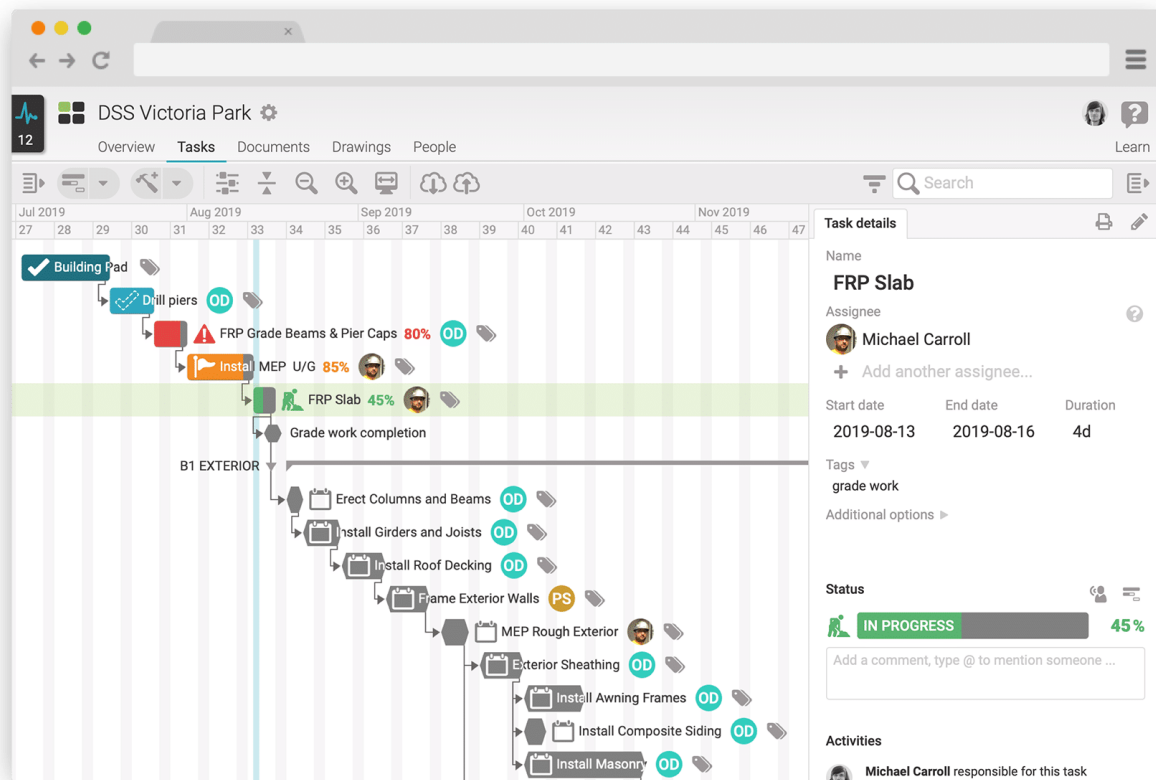 12
DSS Victoria Park
Overview Tasks Documents Drawings People
Learn
Search
Jul 2019 Aug 2019 Sep 2019 Oct 2019 Nov 2019
27 28 29 30 31 32 33 34 35 36 37 38 39 40 41 42 43 44 45 46 47
Building Pad
Drill piers OD
FRP Grade Beams & Pier Caps 80% OD
Install MEP U/G 85%
FRP Slab 45%
Grade work completion
B1 EXTERIOR
Erect Columns and Beams OD
Install Girders and Joists OD
Install Roof Decking OD
Frame Exterior Walls PS
MEP Rough Exterior
Exterior Sheathing OD
Install Awning Frames OD
Install Composite Siding OD
Install Masonry OD
Task details
Name
FRP Slab
Assignee
?
Michael Carroll
Add another assignee...
Start date End date Duration
2019-08-13 2019-08-16 4d
Tags
grade work
Additional options
Status
IN PROGRESS 45%
Add a comment, type @ to mention someone ...
Activities
Michael Carroll responsible for this task